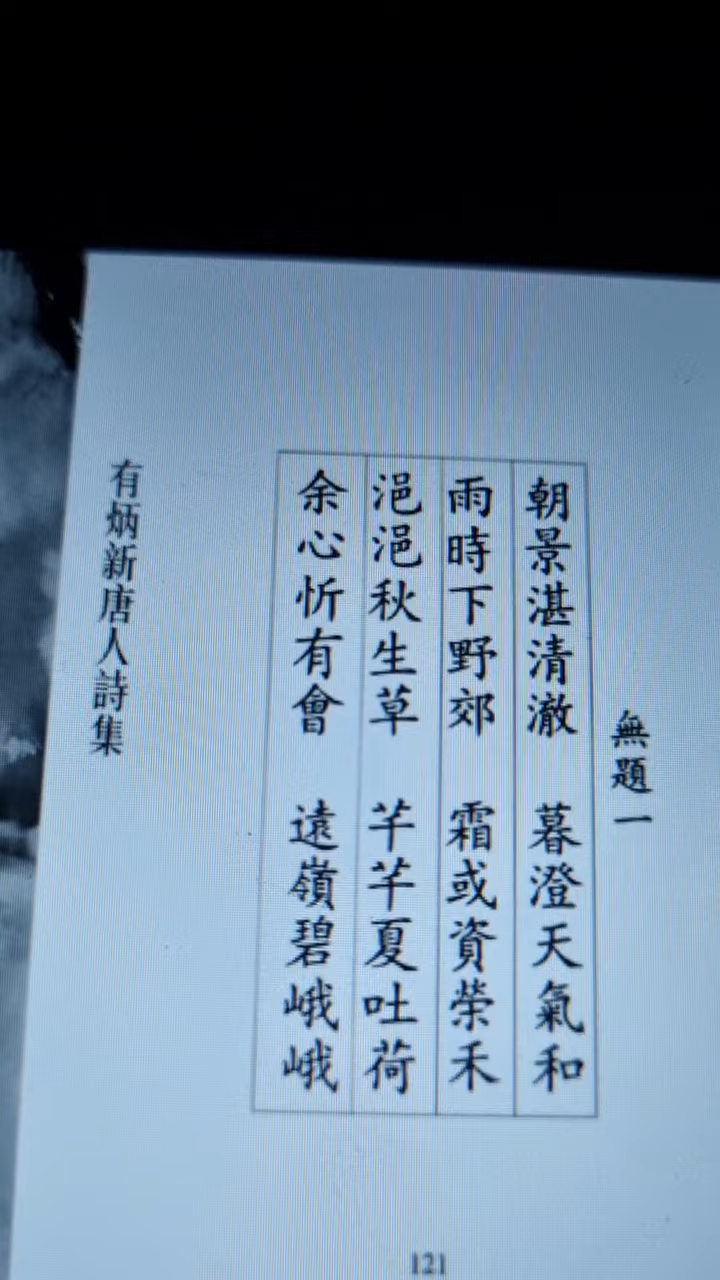 無題一
朝景湛清澈　暮澄天氣和
雨時下野郊　霜或資榮禾
浥浥秋生草　芊芊夏吐荷
余心忻有會　遠嶺碧峨峨
有炳新唐人詩集
121